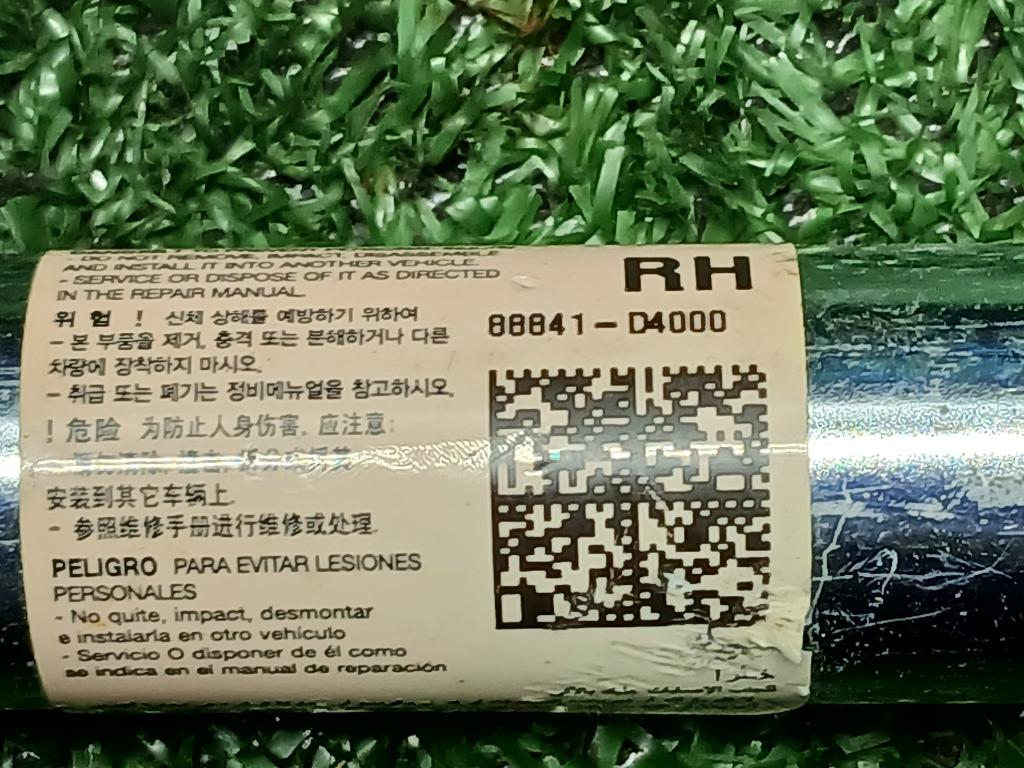 DO NOT REMOVE, IMPACT, DISASSEMBLE
AND INSTALL IT INTO ANOTHER VEHICLE.
- SERVICE OR DISPOSE OF IT AS DIRECTED
IN THE REPAIR MANUAL.
위 험 ! 신체 상해를 예방하기 위하여
- 본 부품을 제거, 충격 또는 분해하거나 다른
차량에 장착하지 마시오.
- 취급 또는 폐기는 정비메뉴얼을 참고하시오.
! 危险 为防止人身伤害, 应注意:
安装到其它车辆上.
- 参照维修手册进行维修或处理.
PELIGRO PARA EVITAR LESIONES
PERSONALES
- No quite, impact, desmontar
e instalarla en otro vehículo
- Servicio O disponer de él como
se indica en el manual de reparación
RH
88841-D4000